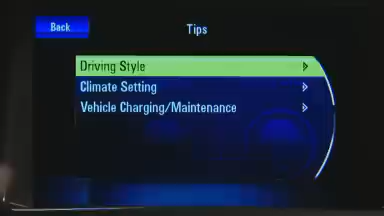 Back
Tips
Driving Style
Climate Setting
Vehicle Charging/Maintenance